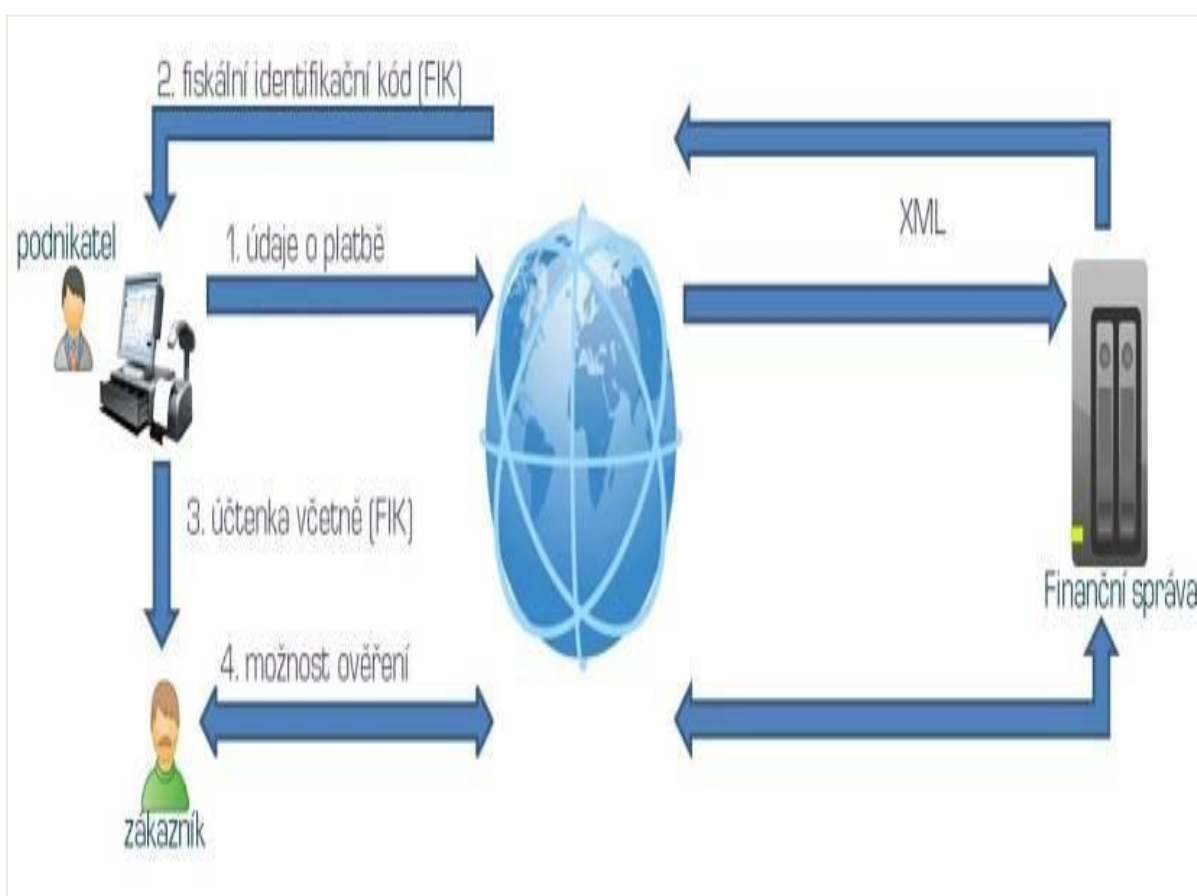 2. fiskální identifikační kód (FIK)
podnikatel
1. údaje o platbě
XML
3. účtenka včetně (FIK)
Finanční správa
4. možnost ověření
zákazník